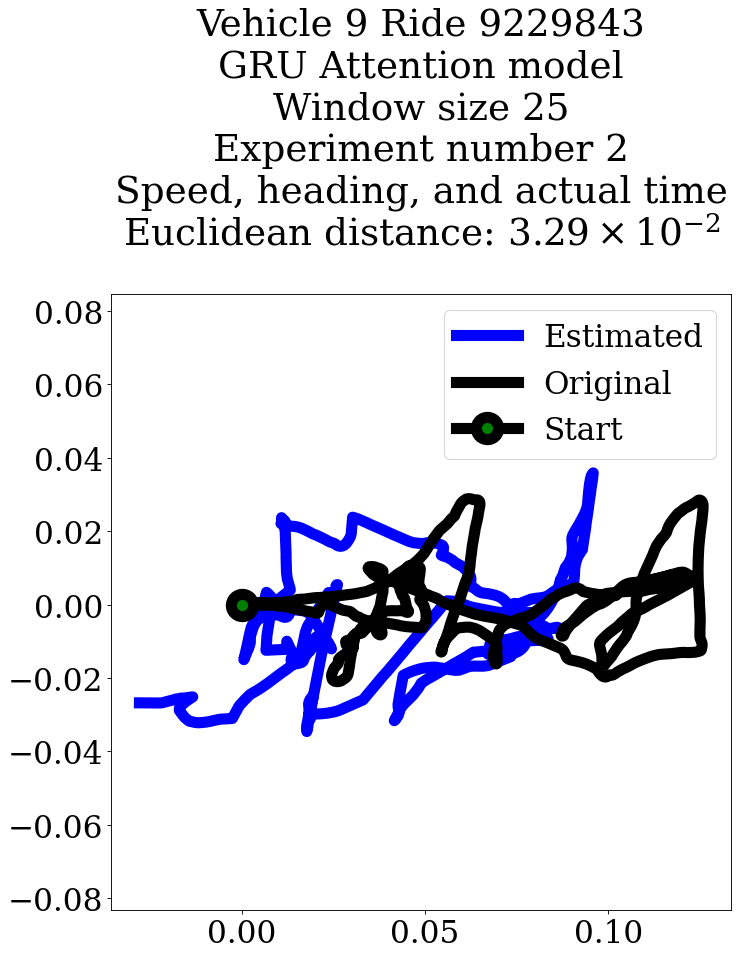 Vehicle 9 Ride 9229843
GRU Attention model
Window size 25
Experiment number 2
Speed, heading, and actual time
Euclidean distance: 3.29 × 10⁻²
0.08
Estimated
0.06
Original
0.04
Start
0.02
0.00
−0.02
−0.04
−0.06
−0.08
0.00 0.05 0.10